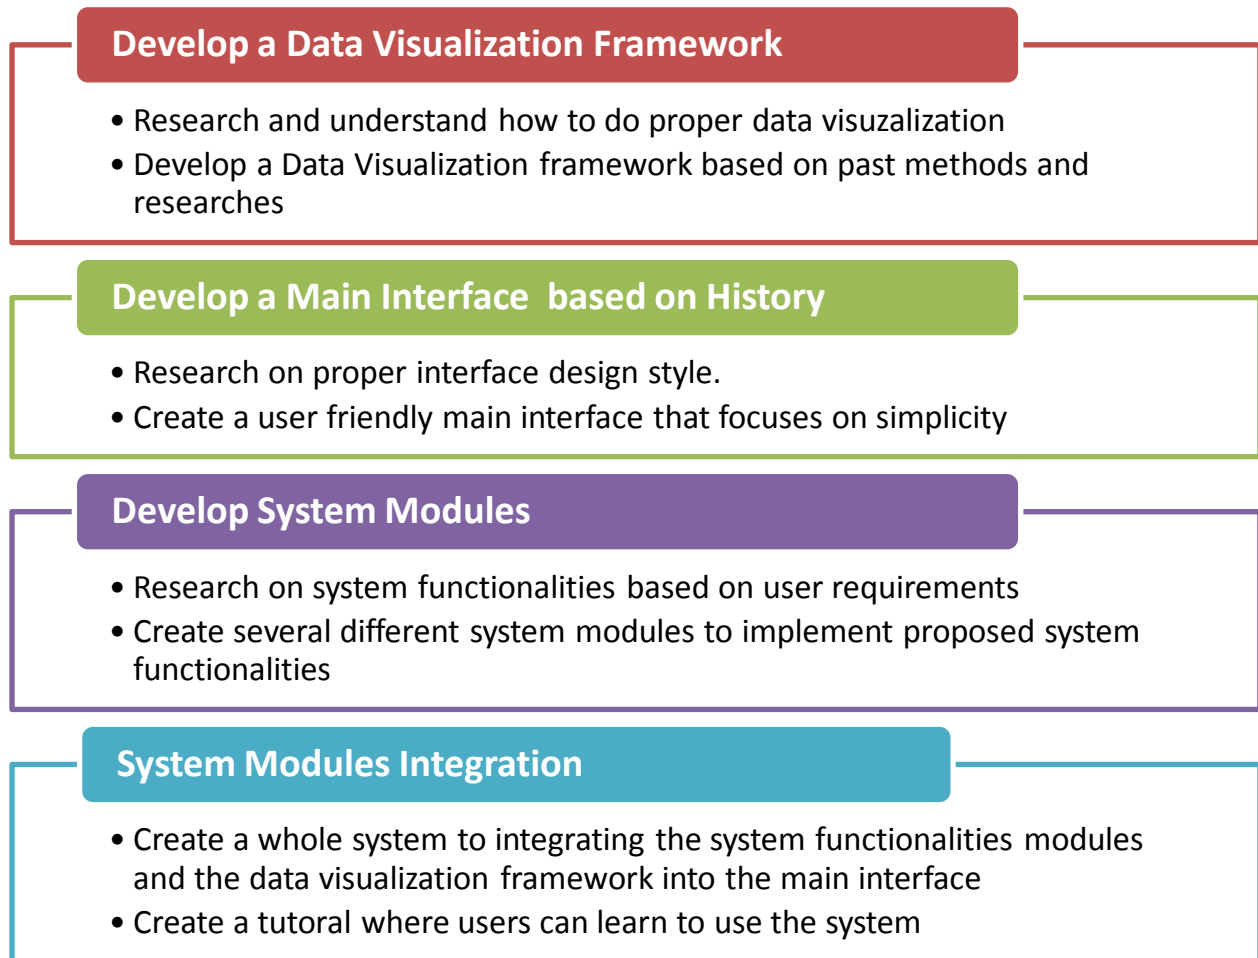 Develop a Data Visualization Framework
• Research and understand how to do proper data visuzalization
• Develop a Data Visualization framework based on past methods and
researches
Develop a Main Interface  based on History
• Research on proper interface design style.
• Create a user friendly main interface that focuses on simplicity
Develop System Modules
• Research on system functionalities based on user requirements
• Create several different system modules to implement proposed system
functionalities
System Modules Integration
• Create a whole system to integrating the system functionalities modules
and the data visualization framework into the main interface
• Create a tutoral where users can learn to use the system